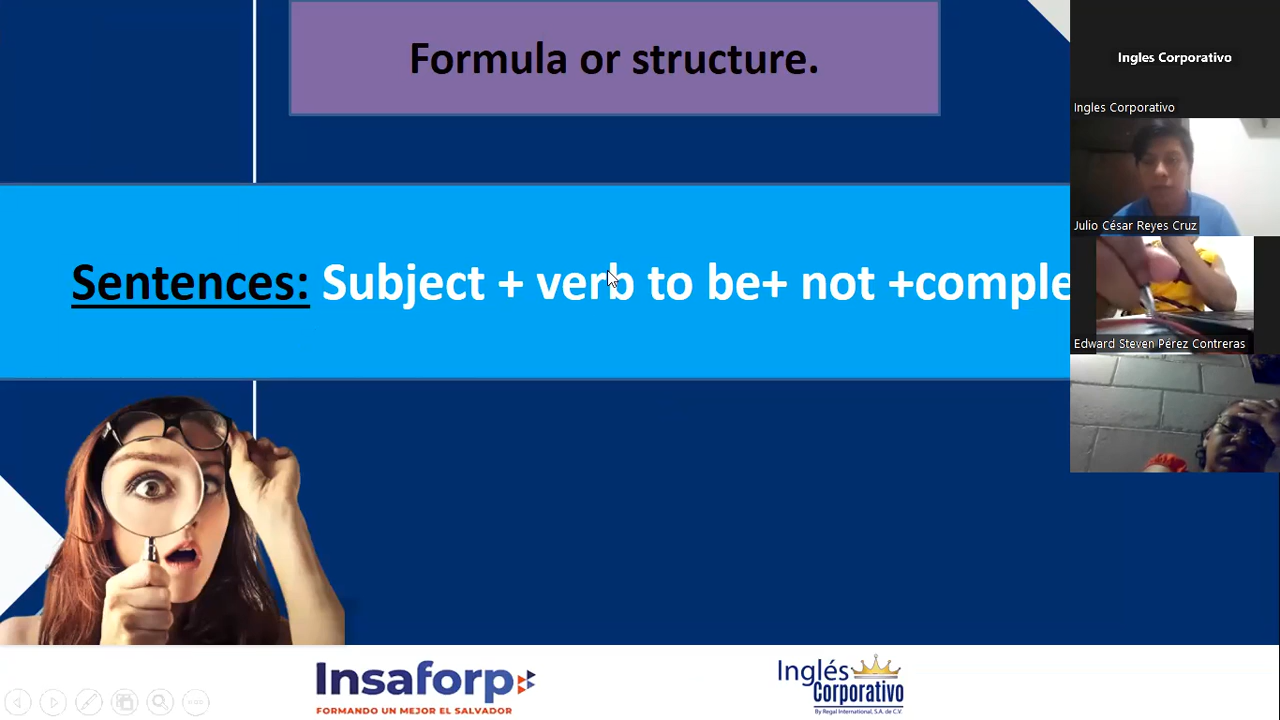 Formula or structure.
Sentences: Subject + verb to be+ not +comple
Ingles Corporativo
Ingles Corporativo
Julio César Reyes Cruz
Edward Steven Pérez Contreras
Insaforp
FORMANDO UN MEJOR EL SALVADOR
Inglés
Corporativo
By Regal International, S.A. de C.V.